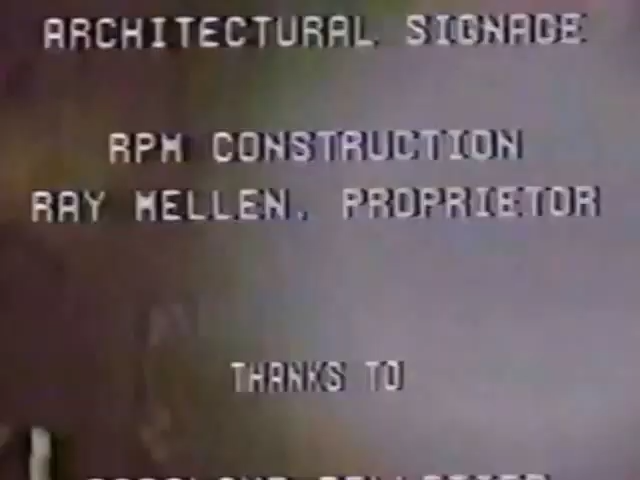 ARCHITECTURAL SIGNAGE
RPM CONSTRUCTION
RAY MELLEN, PROPRIETOR
THANKS TO